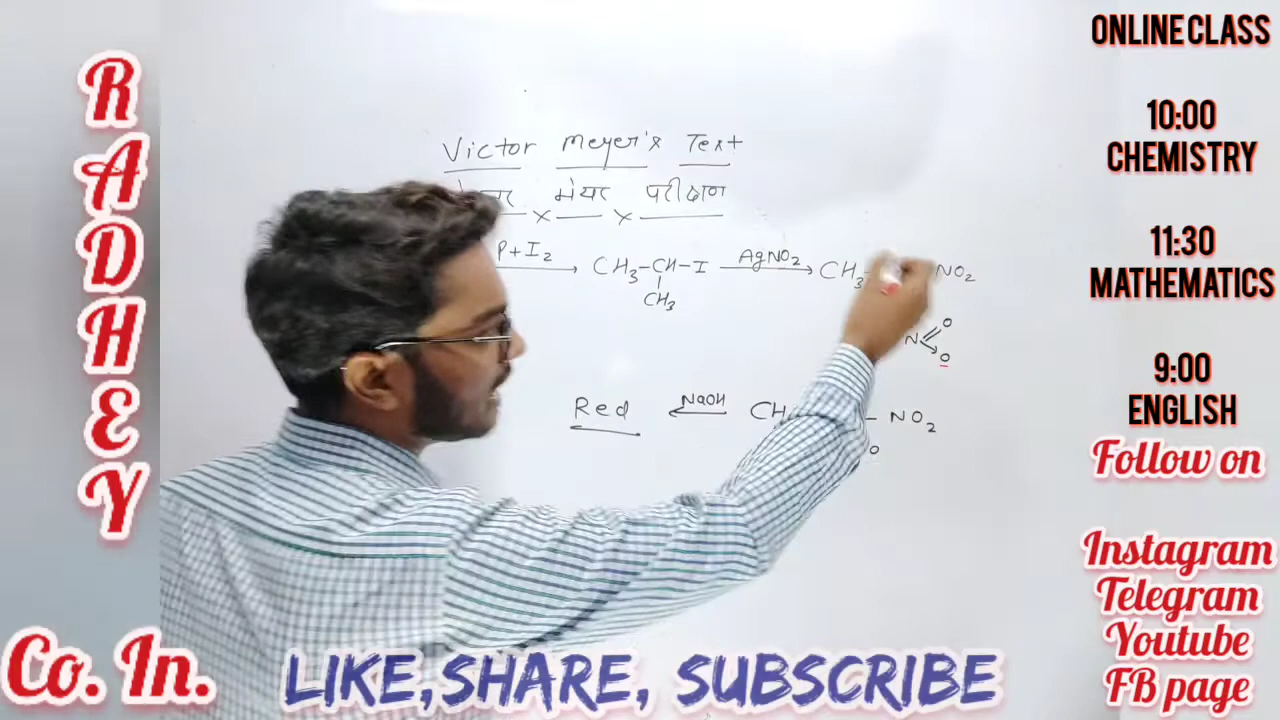 RADHEY
Victor Meyer's Test
मेयर परीक्षण
P+I2
CH3-CH-I
CH3
AgNO2
CH3-
NO2
N
O
O
Red
NaOH
CH
- NO2
O
ONLINE CLASS
10:00
CHEMISTRY
11:30
MATHEMATICS
9:00
ENGLISH
Follow on
Instagram
Telegram
Youtube
FB page
Co. In.
LIKE,SHARE, SUBSCRIBE